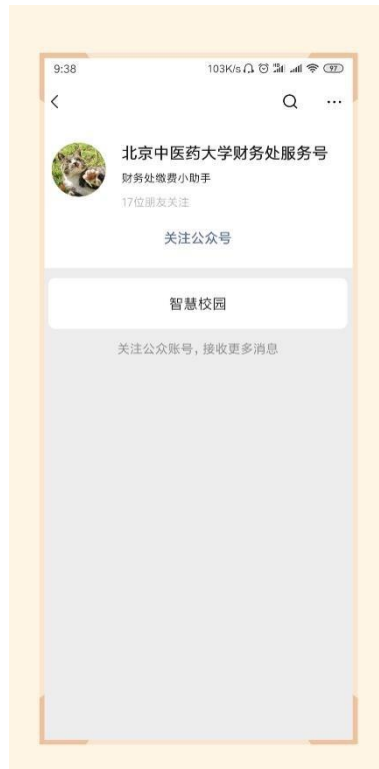 9:38
103K/s
97
北京中医药大学财务处服务号
财务处缴费小助手
17位朋友关注
关注公众号
智慧校园
关注公众账号，接收更多消息